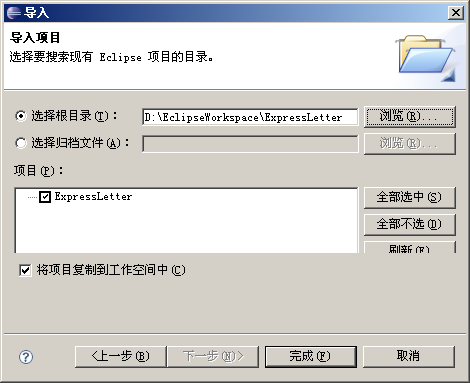 导入
导入项目
选择要搜索现有 Eclipse 项目的目录。
选择根目录(T)： D:\EclipseWorkspace\ExpressLetter 浏览(R)...
选择归档文件(A)： 浏览(R)...
项目(P)：
ExpressLetter 全部选中(S)
全部不选(D)
刷新(E)
将项目复制到工作空间中(C)
? <上一步(B) 下一步(N)> 完成(F) 取消